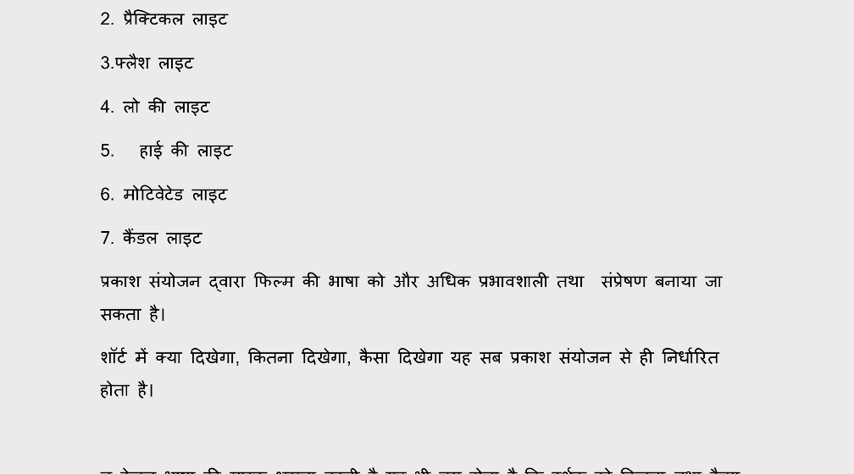 2. प्रैक्टिकल लाइट
3.फ्लैश लाइट
4. लो की लाइट
5. हाई की लाइट
6. मोटिवेटेड लाइट
7. कैंडल लाइट
प्रकाश संयोजन द्वारा फिल्म की भाषा को और अधिक प्रभावशाली तथा संप्रेषण बनाया जा
सकता है।
शॉर्ट में क्या दिखेगा, कितना दिखेगा, कैसा दिखेगा यह सब प्रकाश संयोजन से ही निर्धारित
होता है।